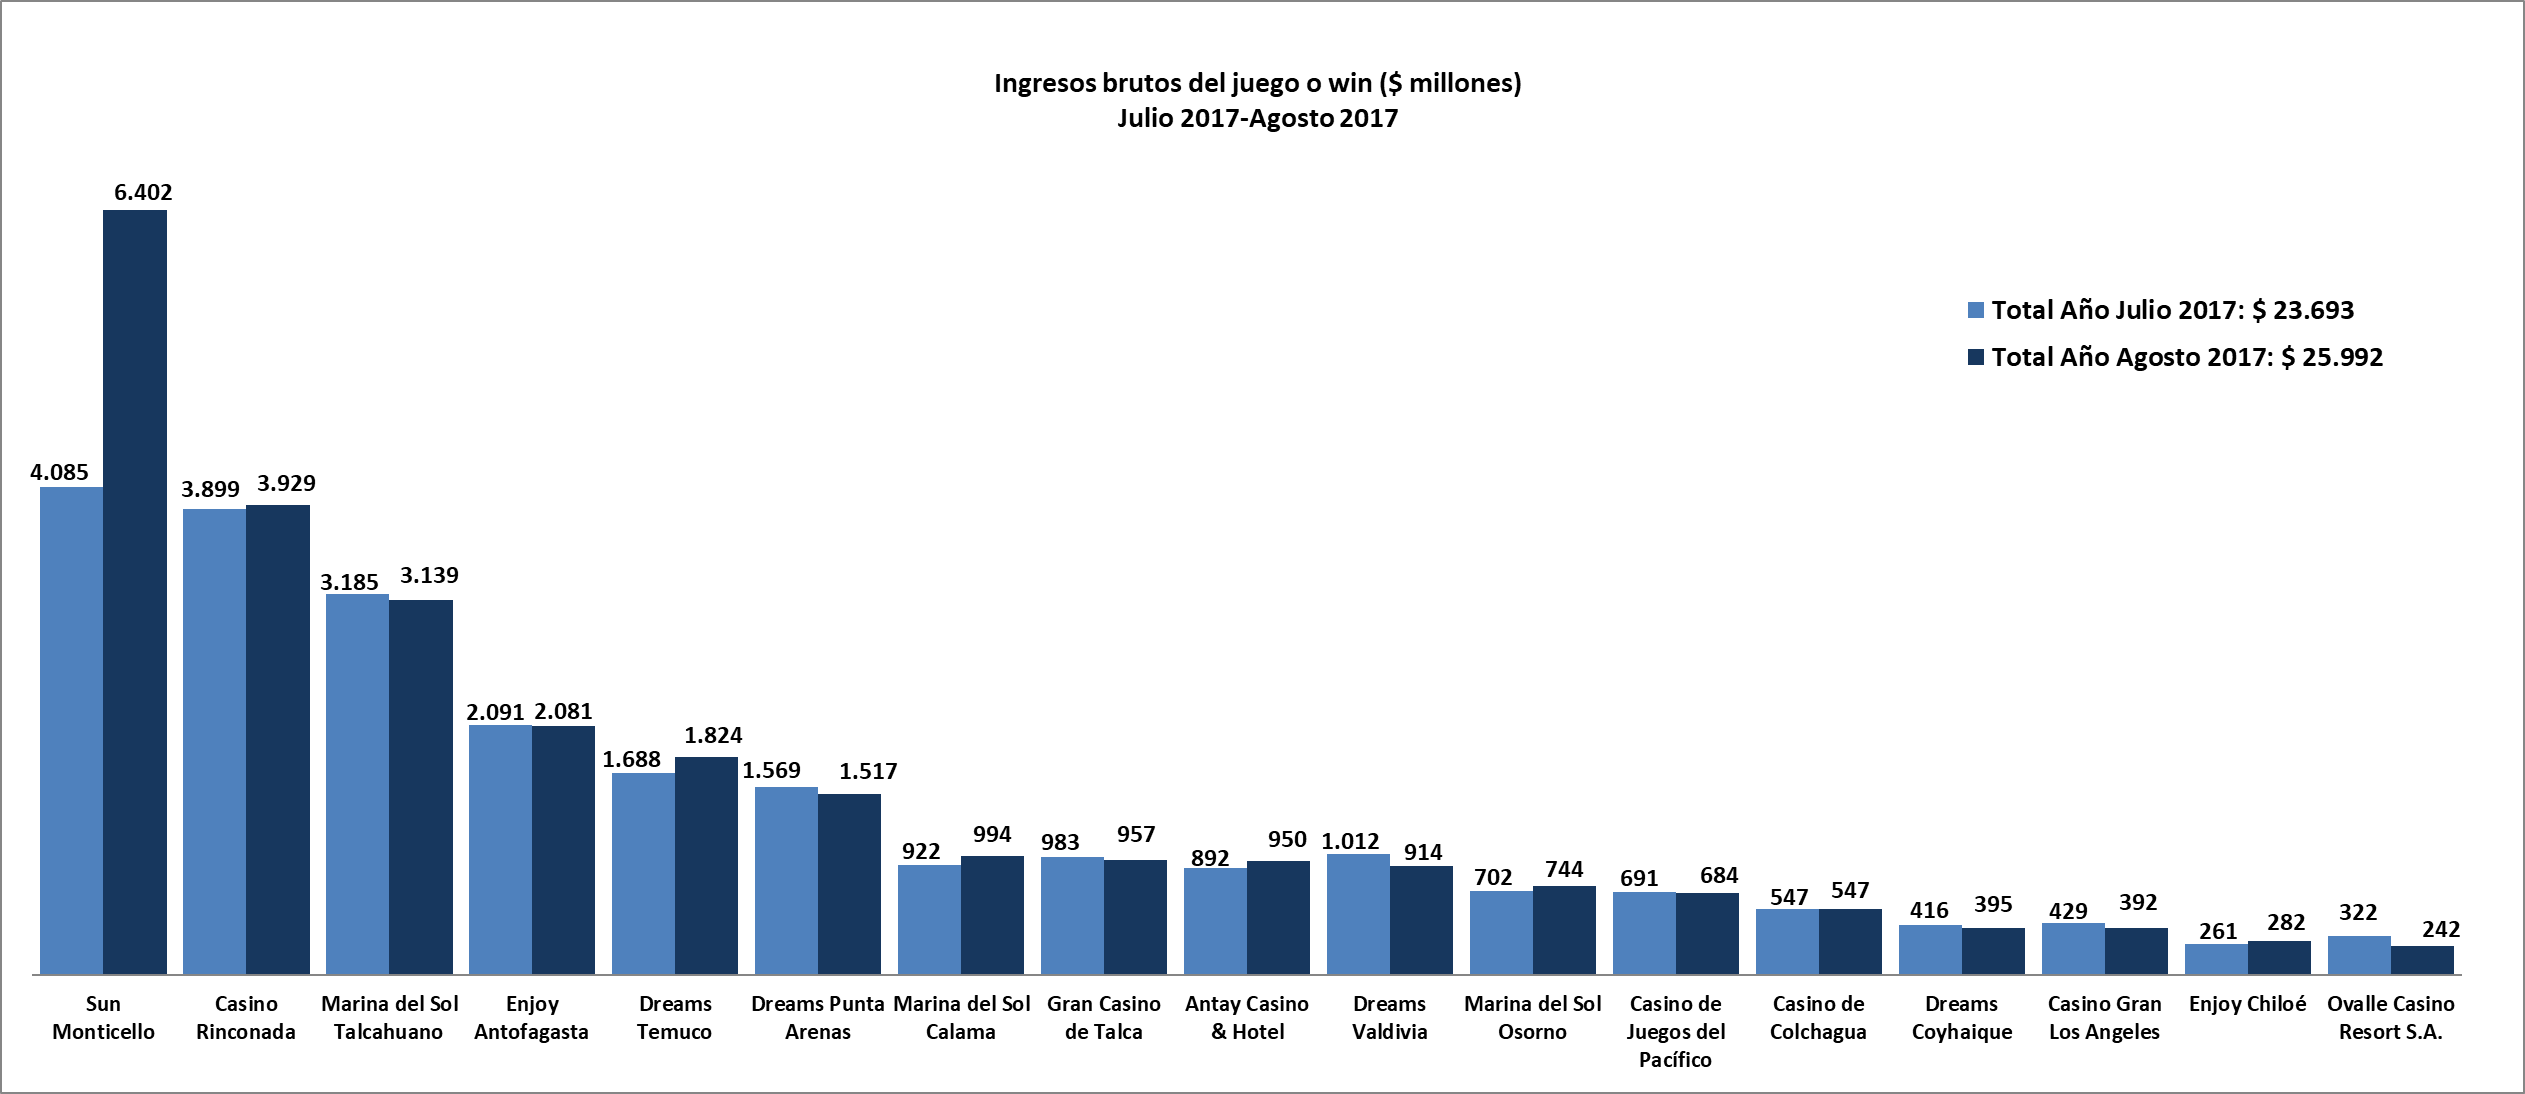 Ingresos brutos del juego o win ($ millones)
Julio 2017-Agosto 2017
Total Año Julio 2017: $ 23.693
Total Año Agosto 2017: $ 25.992
4.085
6.402
3.899
3.929
3.185
3.139
2.091
2.081
1.688
1.824
1.569
1.517
922
994
983
957
892
950
1.012
914
702
744
691
684
547
547
416
395
429
392
261
282
322
242
Sun
Monticello
Casino
Rinconada
Marina del Sol
Talcahuano
Enjoy
Antofagasta
Dreams
Temuco
Dreams Punta
Arenas
Marina del Sol
Calama
Gran Casino
de Talca
Antay Casino
& Hotel
Dreams
Valdivia
Marina del Sol
Osorno
Casino de
Juegos del
Pacífico
Casino de
Colchagua
Dreams
Coyhaique
Casino Gran
Los Angeles
Enjoy Chiloé
Ovalle Casino
Resort S.A.